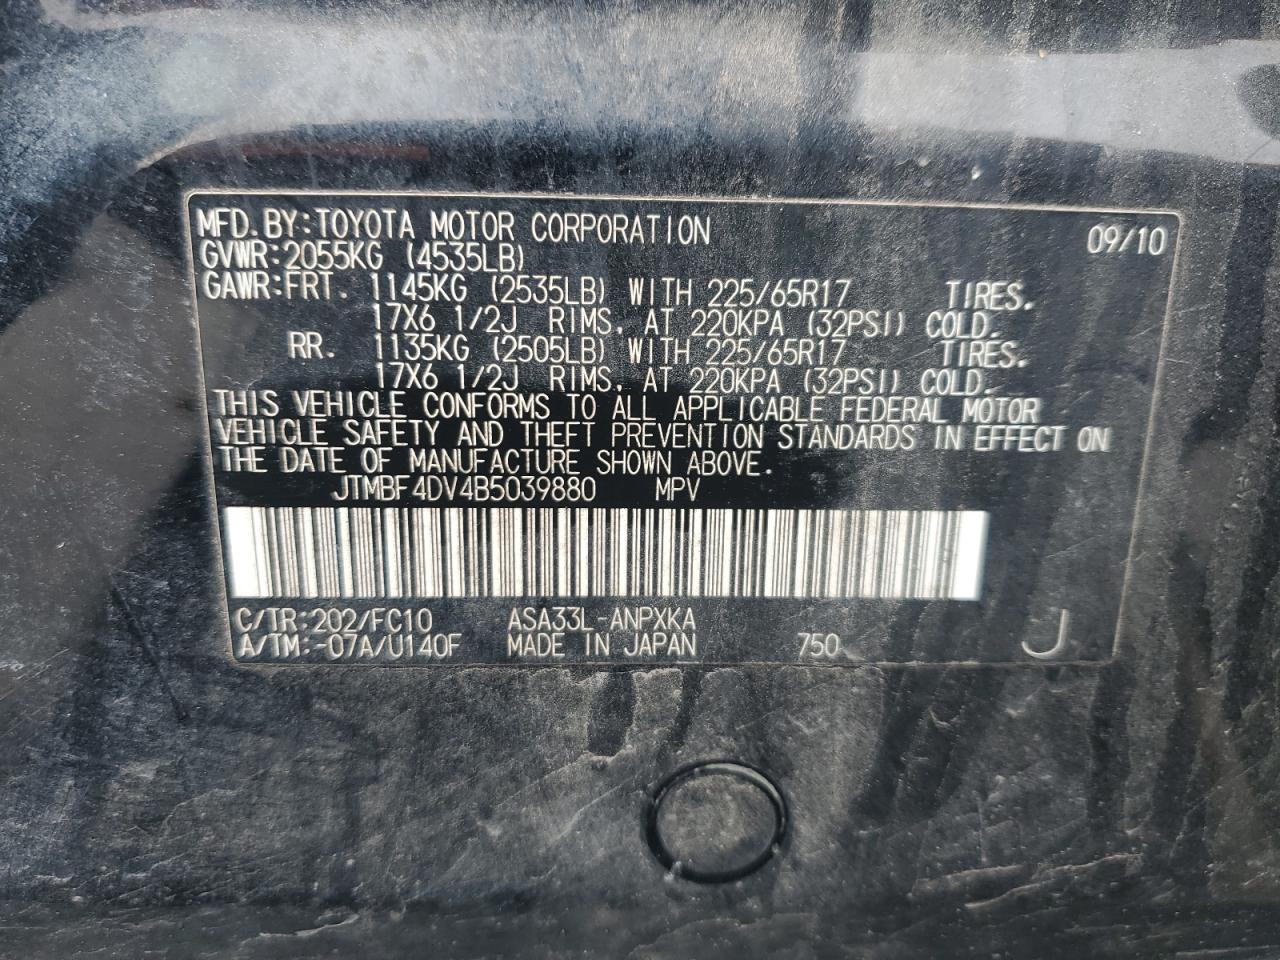 MFD.BY:TOYOTA MOTOR CORPORATION 09/10
GVWR:2055KG (4535LB)
GAWR:FRT. 1145KG (2535LB) WITH 225/65R17 TIRES.
17X6 1/2J RIMS, AT 220KPA (32PSI) COLD.
RR. 1135KG (2505LB) WITH 225/65R17 TIRES.
17X6 1/2J RIMS, AT 220KPA (32PSI) COLD.
THIS VEHICLE CONFORMS TO ALL APPLICABLE FEDERAL MOTOR
VEHICLE SAFETY AND THEFT PREVENTION STANDARDS IN EFFECT ON
THE DATE OF MANUFACTURE SHOWN ABOVE.
JTMBF4DV4B5039880 MPV
C/TR:202/FC10 ASA33L-ANPXKA
A/TM:-07A/U140F MADE IN JAPAN 750 J